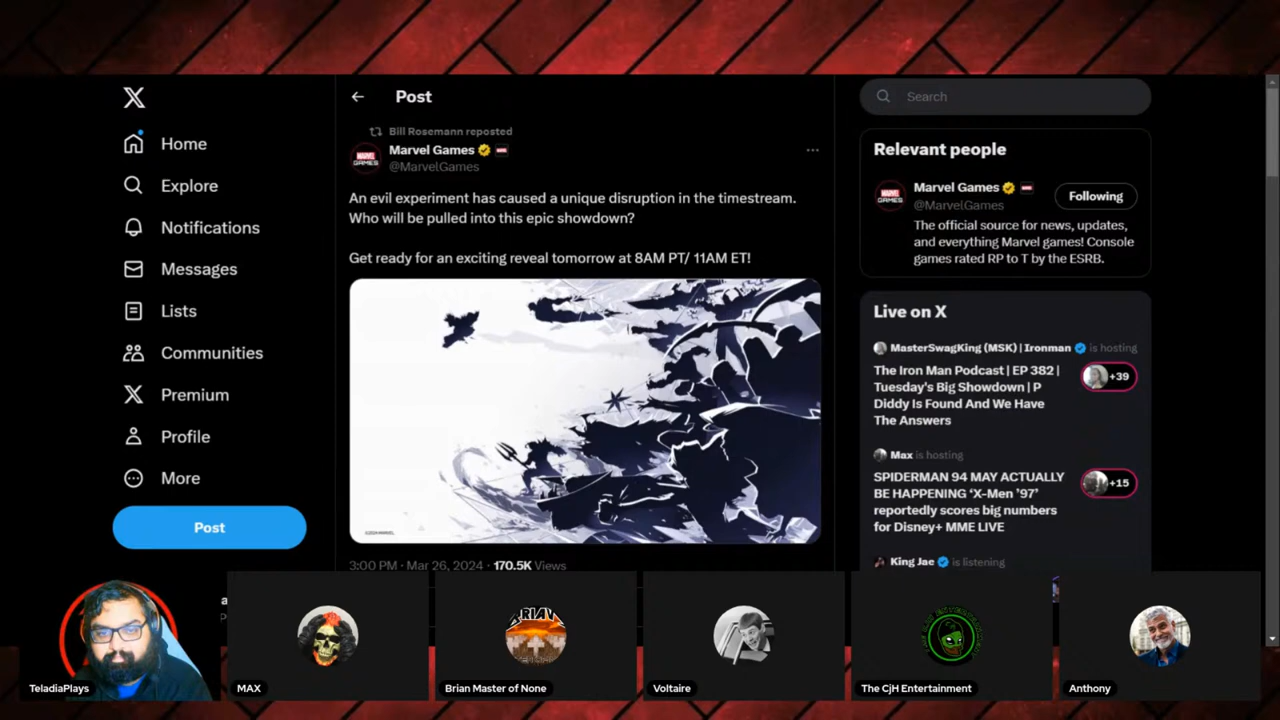 Home
Explore
Notifications
Messages
Lists
Communities
Premium
Profile
More
Post
Post
Bill Rosemann reposted
Marvel Games
@MarvelGames
An evil experiment has caused a unique disruption in the timestream.
Who will be pulled into this epic showdown?
Get ready for an exciting reveal tomorrow at 8AM PT/ 11AM ET!
©2024 MARVEL
3:00 PM · Mar 26, 2024 · 170.5K Views
Search
Relevant people
MARVEL GAMES
Marvel Games
@MarvelGames
Following
The official source for news, updates,
and everything Marvel games! Console
games rated RP to T by the ESRB.
Live on X
MasterSwagKing (MSK) | Ironman is hosting
The Iron Man Podcast | EP 382 |
Tuesday's Big Showdown | P
Diddy Is Found And We Have
The Answers
+39
Max is hosting
SPIDERMAN 94 MAY ACTUALLY
BE HAPPENING ‘X-Men ’97’
reportedly scores big numbers
for Disney+ MME LIVE
+15
King Jae is listening
TeladiaPlays
MAX
Brian Master of None
Voltaire
The CjH Entertainment
Anthony